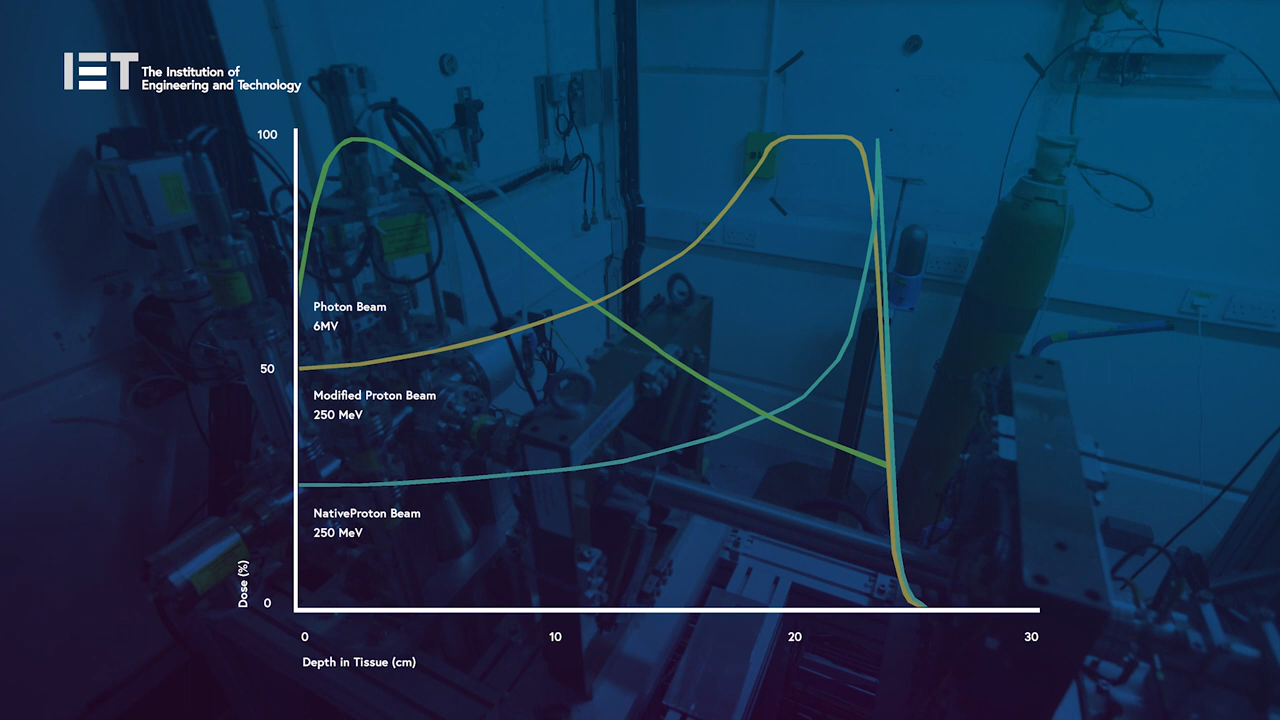 IET The Institution of
Engineering and Technology
100
Photon Beam
6MV
50
Modified Proton Beam
250 MeV
NativeProton Beam
250 MeV
Dose (%)
0
0 10 20 30
Depth in Tissue (cm)